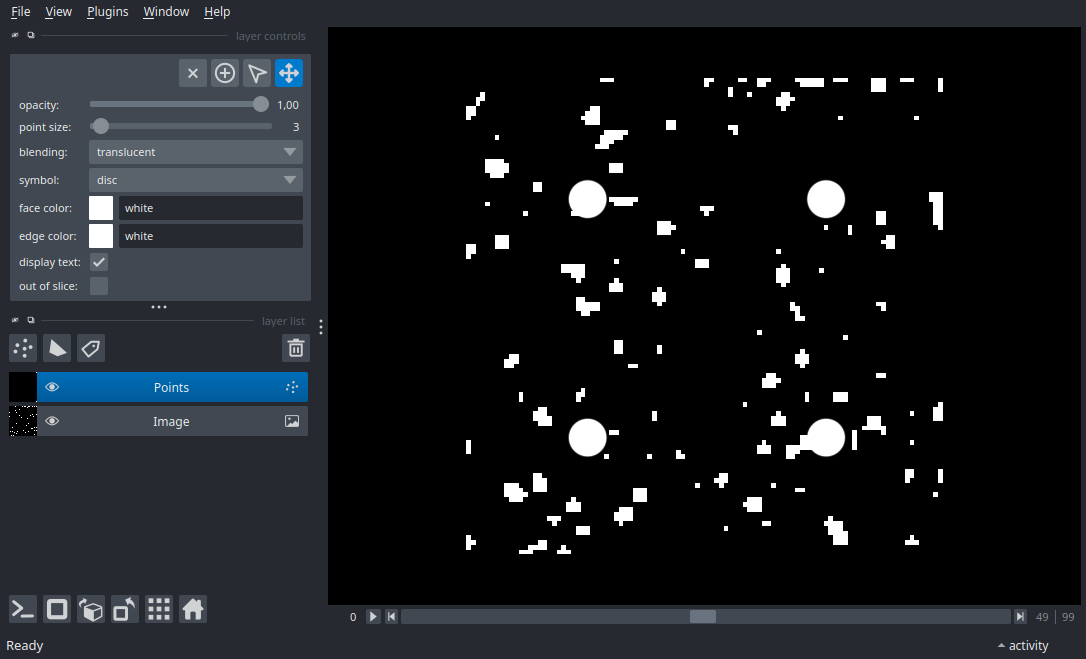 File View Plugins Window Help
layer controls
opacity: 1,00
point size: 3
blending: translucent
symbol: disc
face color: white
edge color: white
display text:
out of slice:
layer list
Points
Image
0 49 99
Ready activity